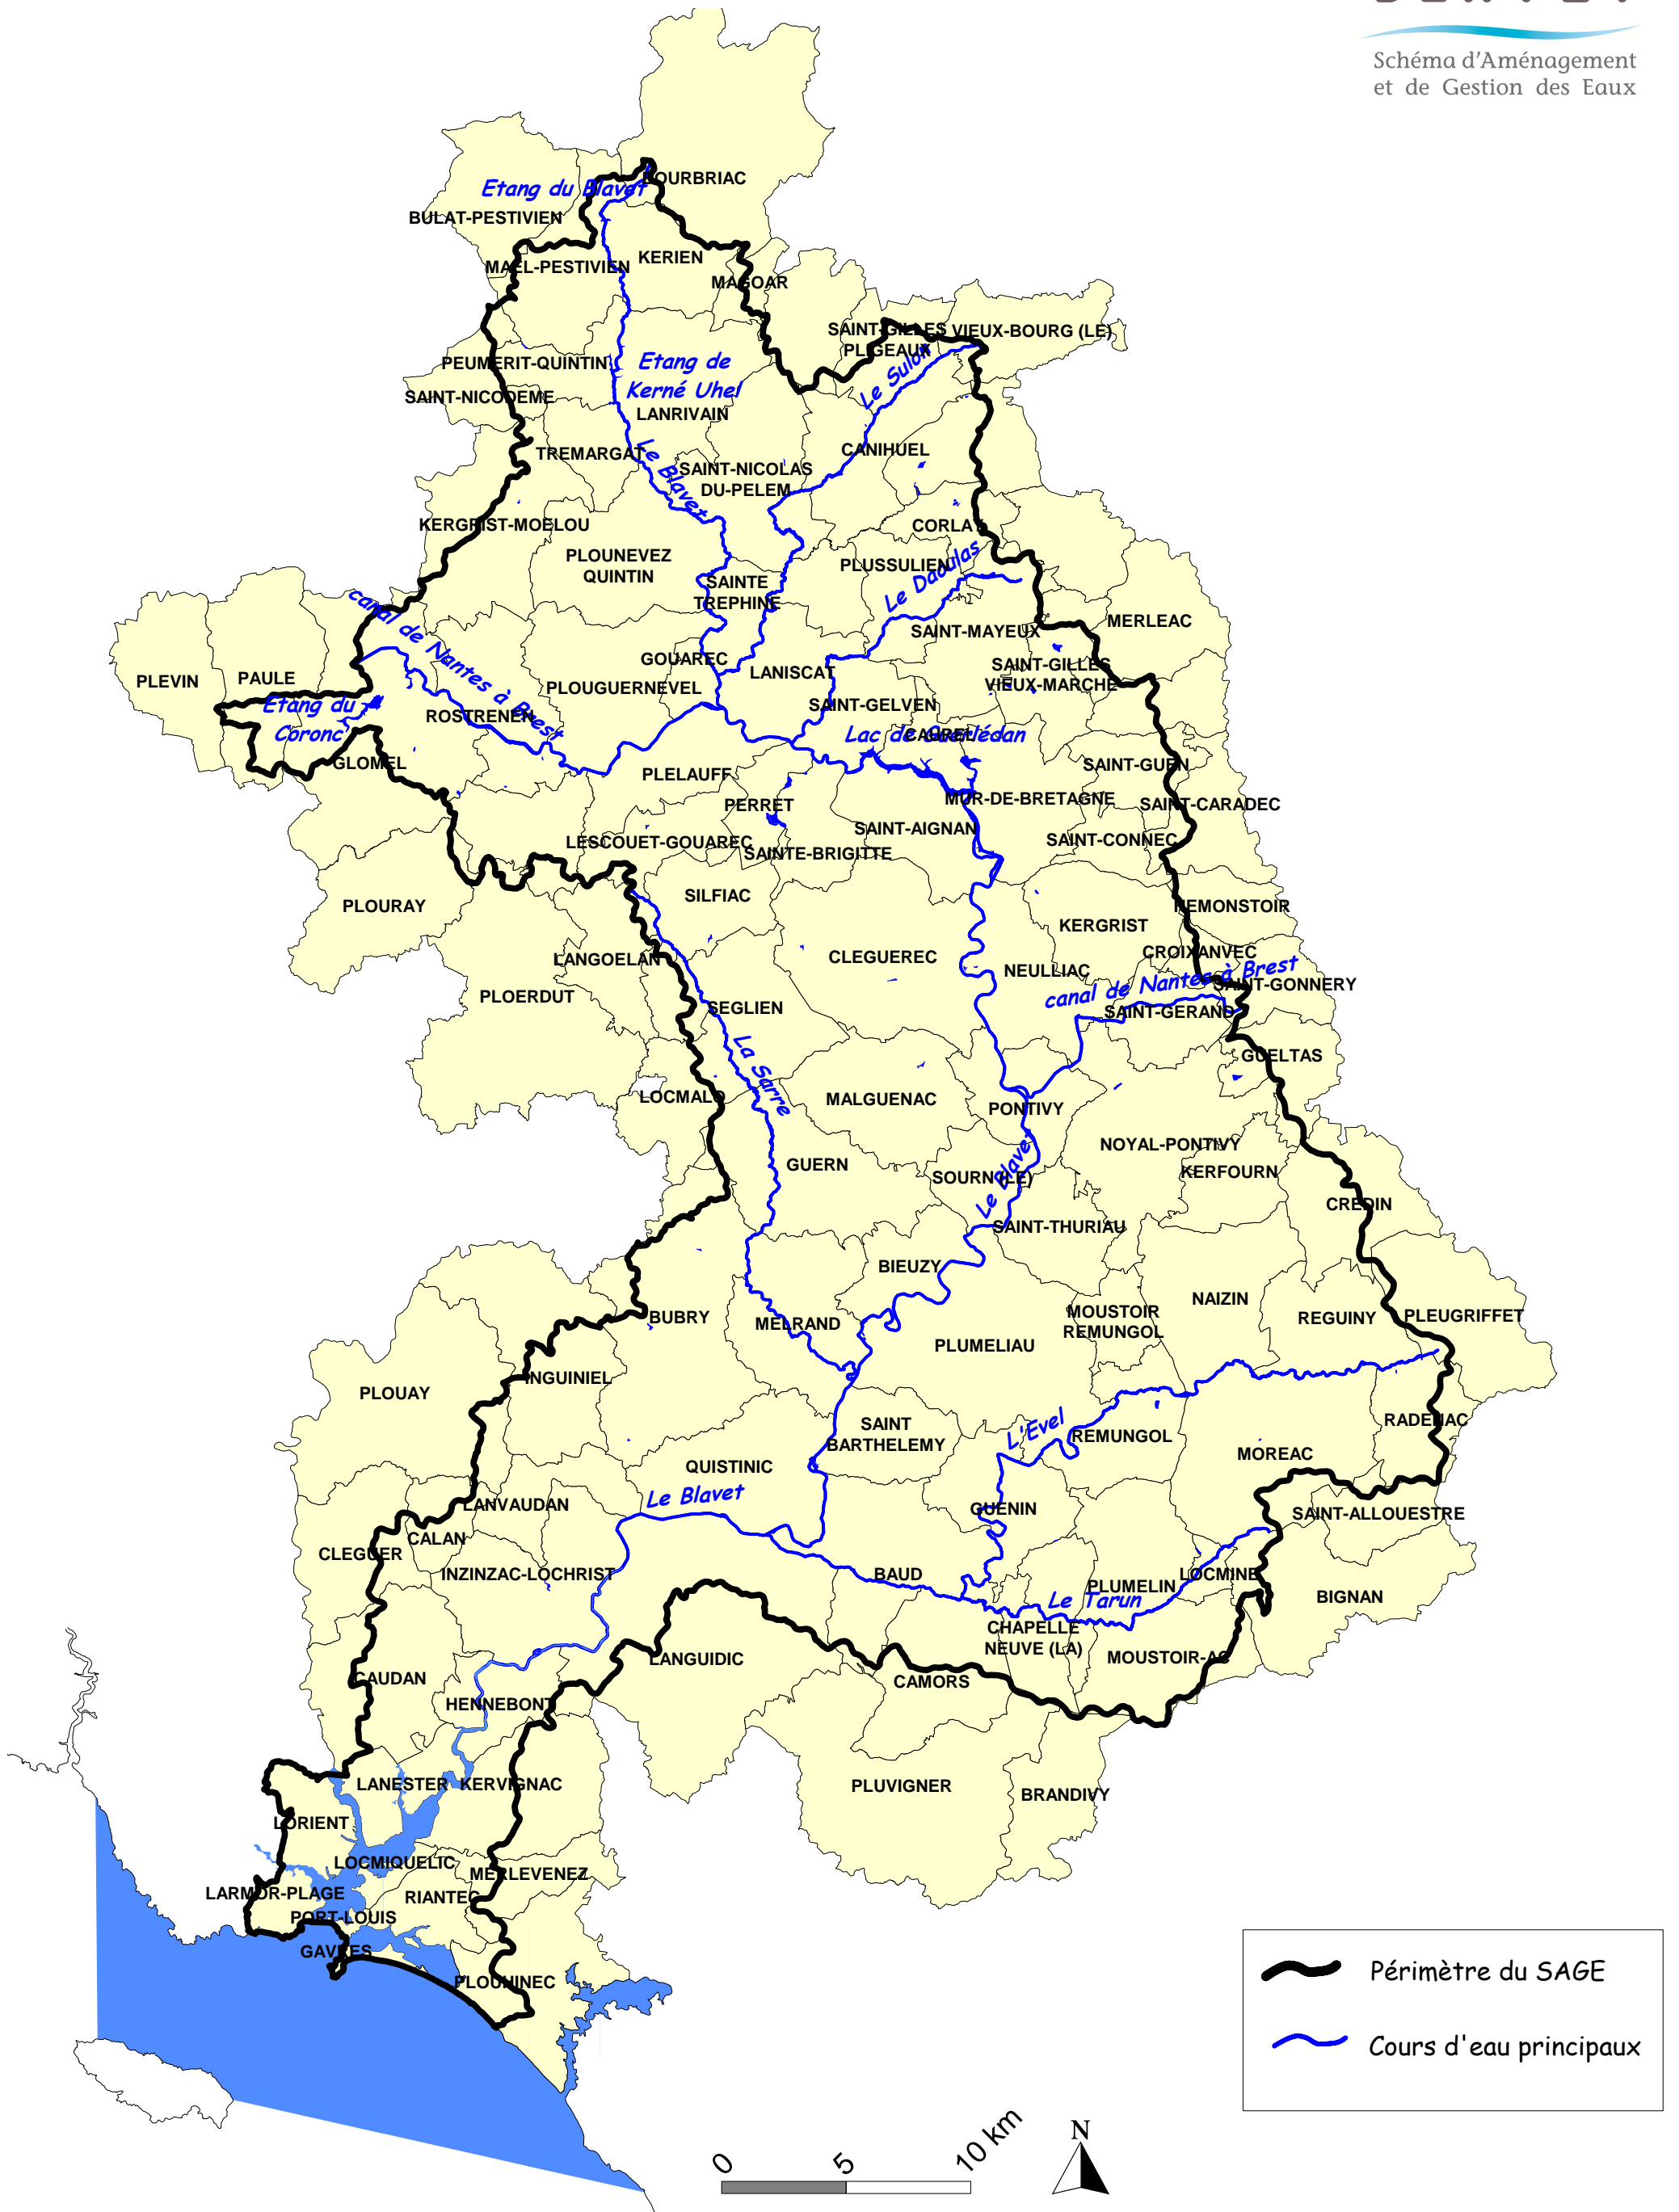 Schéma d'Aménagement
et de Gestion des Eaux
BOURBRIAC
Etang du Blavet
BULAT-PESTIVIEN
KERIEN
MAEL-PESTIVIEN
MAGOAR
SAINT-GILLES
PLIGEAUX
VIEUX-BOURG (LE)
PEUMERIT-QUINTIN
Etang de
Kerné Uhel
Le Sulon
SAINT-NICODEME
LANRIVAIN
TREMARGAT
Le Blavet
CANIHUEL
SAINT-NICOLAS
DU-PELEM
KERGRIST-MOELOU
CORLAY
PLOUNEVEZ
QUINTIN
PLUSSULIEN
Le Daoulas
SAINTE
TREPHINE
canal de Nantes à Brest
MERLEAC
SAINT-MAYEUX
GOUAREC
SAINT-GILLES
VIEUX-MARCHE
PLEVIN
PAULE
LANISCAT
PLOUGUERNEVEL
Etang du
Coronc
ROSTRENEN
SAINT-GELVEN
Lac de Guerlédan
CAUREL
GLOMEL
SAINT-GUEN
PLELAUFF
PERRET
MUR-DE-BRETAGNE
SAINT-CARADEC
SAINT-AIGNAN
LESCOUET-GOUAREC
SAINT-CONNEC
SAINTE-BRIGITTE
SILFIAC
PLOURAY
HEMONSTOIR
KERGRIST
CROIXANVEC
LANGOELAN
CLEGUEREC
NEULLIAC
canal de Nantes à Brest
SAINT-GONNERY
PLOERDUT
SEGLIEN
SAINT-GERAND
La Sarre
GUELTAS
LOCMALO
MALGUENAC
PONTIVY
NOYAL-PONTIVY
GUERN
Le Blavet
KERFOURN
SOURN(LE)
CREDIN
SAINT-THURIAU
BIEUZY
NAIZIN
BUBRY
MELRAND
MOUSTOIR
REMUNGOL
REGUINY
PLEUGRIFFET
PLUMELIAU
INGUINIEL
PLOUAY
SAINT
BARTHELEMY
L'Evel
RADENAC
REMUNGOL
MOREAC
QUISTINIC
Le Blavet
LANVAUDAN
GUENIN
SAINT-ALLOUESTRE
CALAN
CLEGUER
INZINZAC-LOCHRIST
BAUD
LOCMINE
PLUMELIN
Le Tarun
BIGNAN
CHAPELLE
NEUVE (LA)
LANGUIDIC
MOUSTOIR-AC
CAUDAN
CAMORS
HENNEBONT
LANESTER
KERVIGNAC
PLUVIGNER
BRANDIVY
LORIENT
LOCMIQUELIC
MERLEVENEZ
LARMOR-PLAGE
RIANTEC
PORT-LOUIS
GAVRES
PLOUHINEC
Périmètre du SAGE
Cours d'eau principaux
0
5
10 km
N